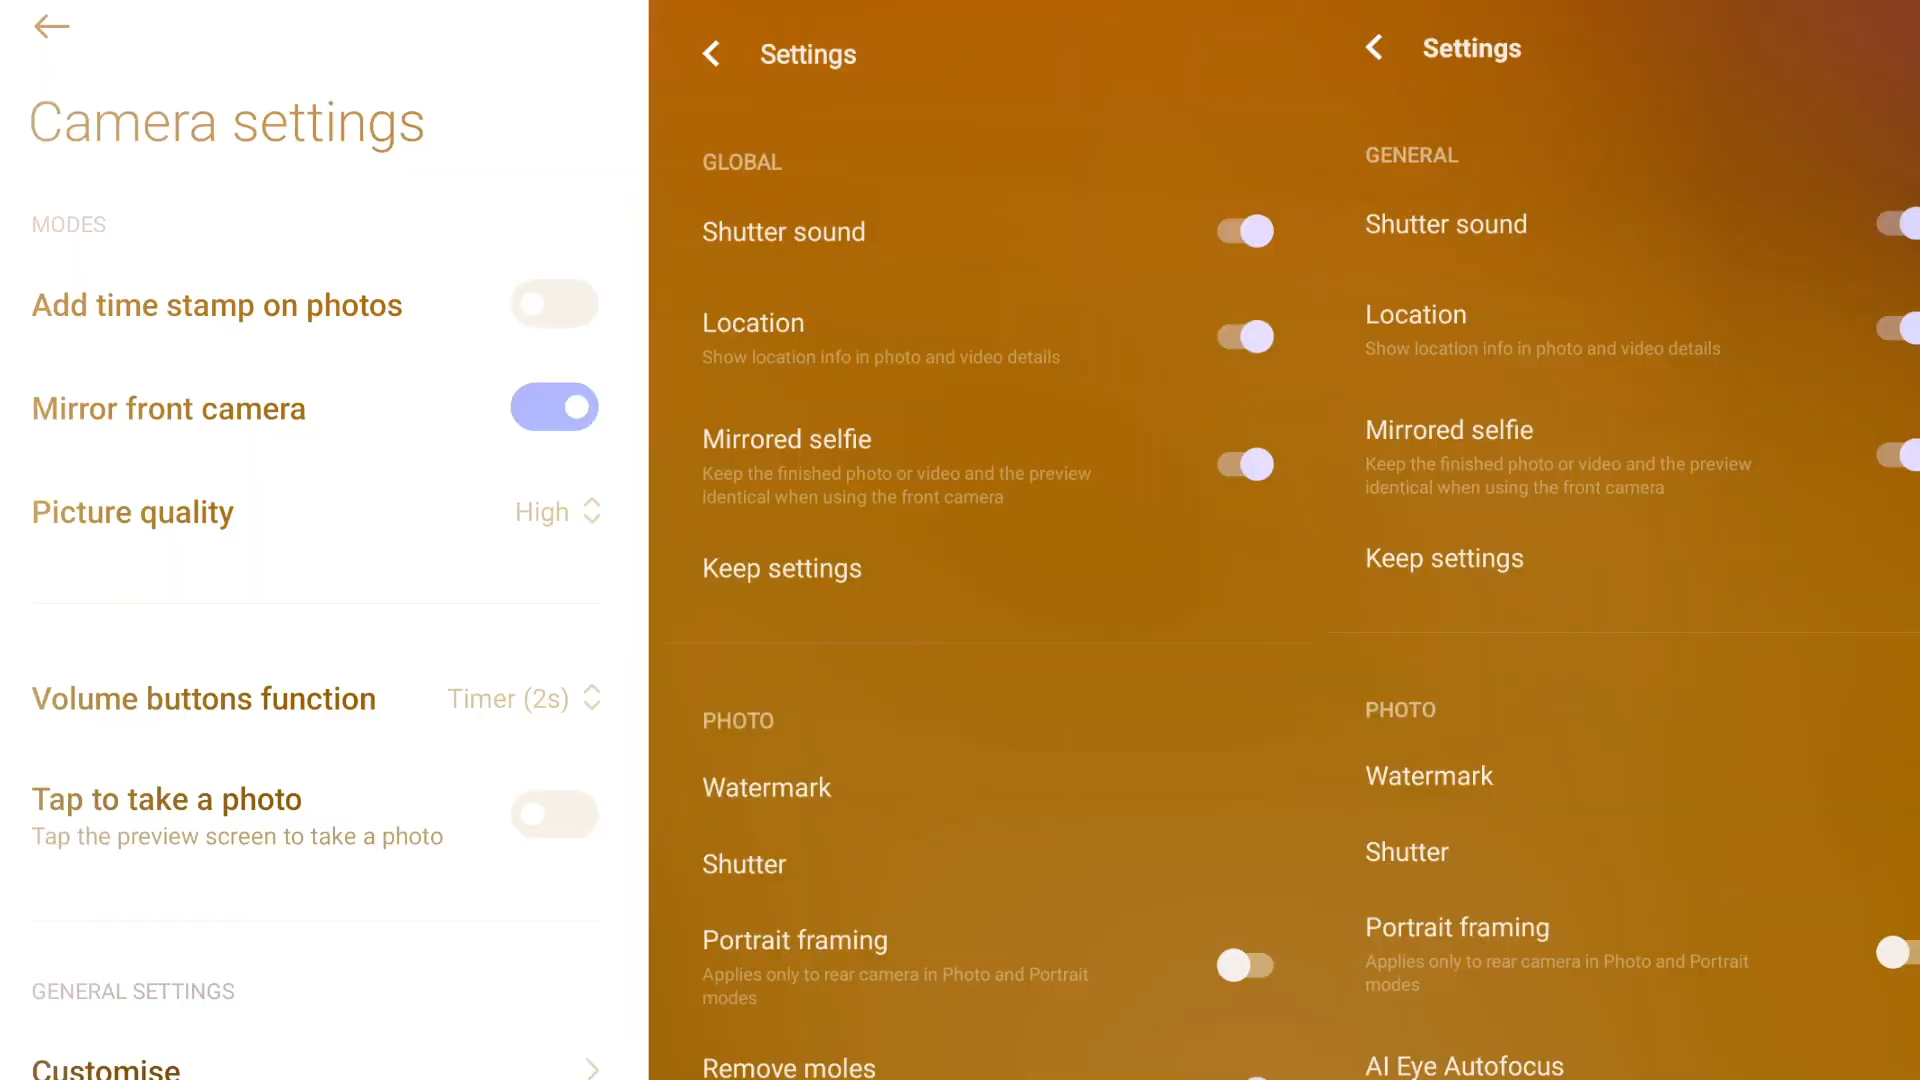 Camera settings
MODES
Add time stamp on photos
Mirror front camera
Picture quality High
Volume buttons function Timer (2s)
Tap to take a photo
Tap the preview screen to take a photo
GENERAL SETTINGS
Customise
Settings
GLOBAL
Shutter sound
Location
Show location info in photo and video details
Mirrored selfie
Keep the finished photo or video and the preview
identical when using the front camera
Keep settings
PHOTO
Watermark
Shutter
Portrait framing
Applies only to rear camera in Photo and Portrait
modes
Remove moles
Settings
GENERAL
Shutter sound
Location
Show location info in photo and video details
Mirrored selfie
Keep the finished photo or video and the preview
identical when using the front camera
Keep settings
PHOTO
Watermark
Shutter
Portrait framing
Applies only to rear camera in Photo and Portrait
modes
AI Eye Autofocus